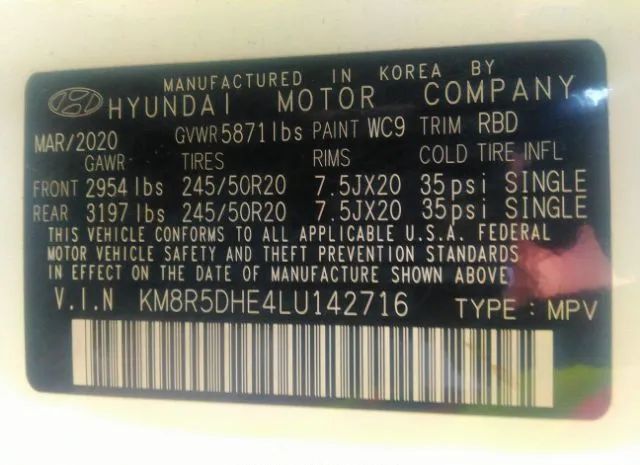 MANUFACTURED IN KOREA BY
HYUNDAI MOTOR COMPANY
MAR/2020 GVWR 5871lbs PAINT WC9 TRIM RBD
GAWR TIRES RIMS COLD TIRE INFL
FRONT 2954 lbs 245/50R20 7.5JX20 35psi SINGLE
REAR 3197 lbs 245/50R20 7.5JX20 35psi SINGLE
THIS VEHICLE CONFORMS TO ALL APPLICABLE U.S.A. FEDERAL
MOTOR VEHICLE SAFETY AND THEFT PREVENTION STANDARDS
IN EFFECT ON THE DATE OF MANUFACTURE SHOWN ABOVE
V.I.N KM8R5DHE4LU142716 TYPE : MPV